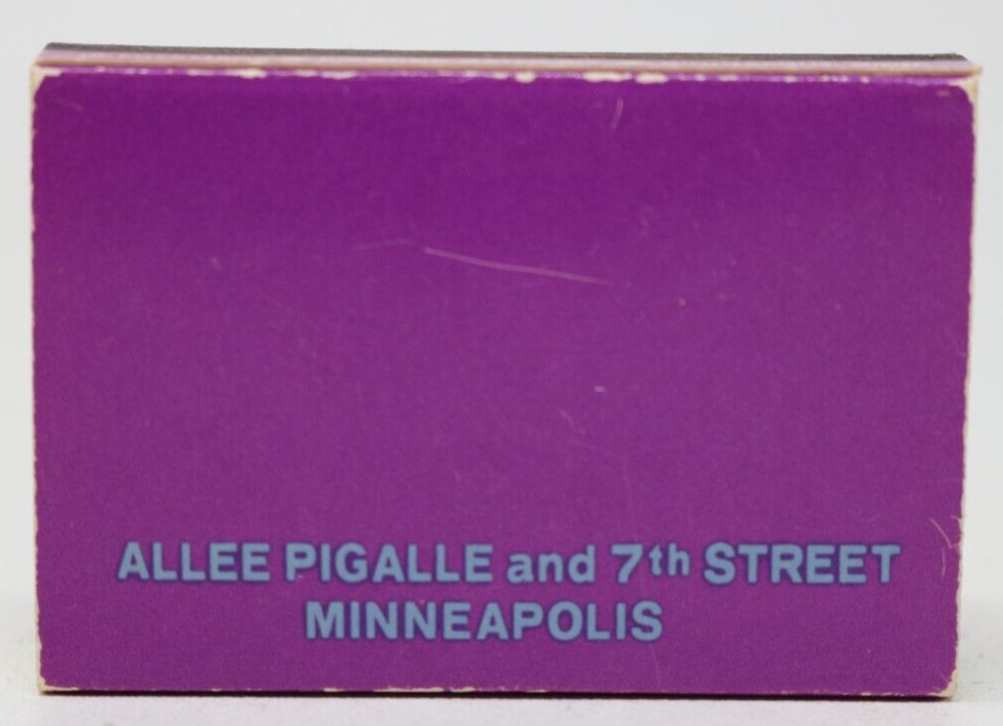 ALLEE PIGALLE and 7th STREET
MINNEAPOLIS